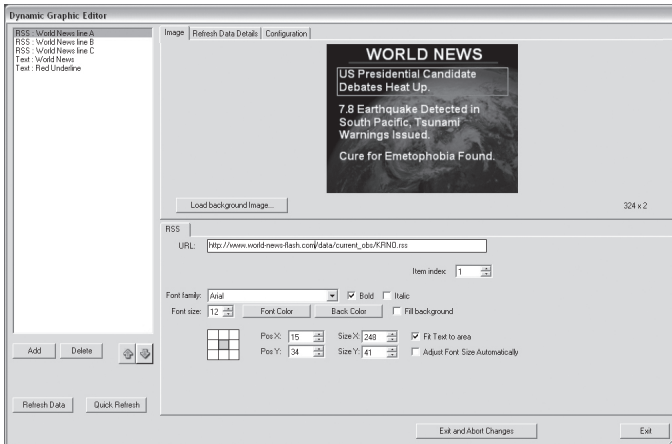 Dynamic Graphic Editor
RSS : World News line A
RSS : World News line B
RSS : World News line C
Text : World News
Text : Red Underline
Add
Delete
Refresh Data
Quick Refresh
Image
Refresh Data Details
Configuration
WORLD NEWS
US Presidential Candidate
Debates Heat Up.
7.8 Earthquake Detected in
South Pacific, Tsunami
Warnings Issued.
Cure for Emetophobia Found.
Load background Image...
324 x 2
RSS
URL: http://www.world-news-flash.com/data/current_obs/KRNO.rss
Item index: 1
Font family: Arial Bold Italic
Font size: 12 Font Color Back Color Fill background
Pos X: 15 Size X: 248 Fit Text to area
Pos Y: 34 Size Y: 41 Adjust Font Size Automatically
Exit and Abort Changes
Exit